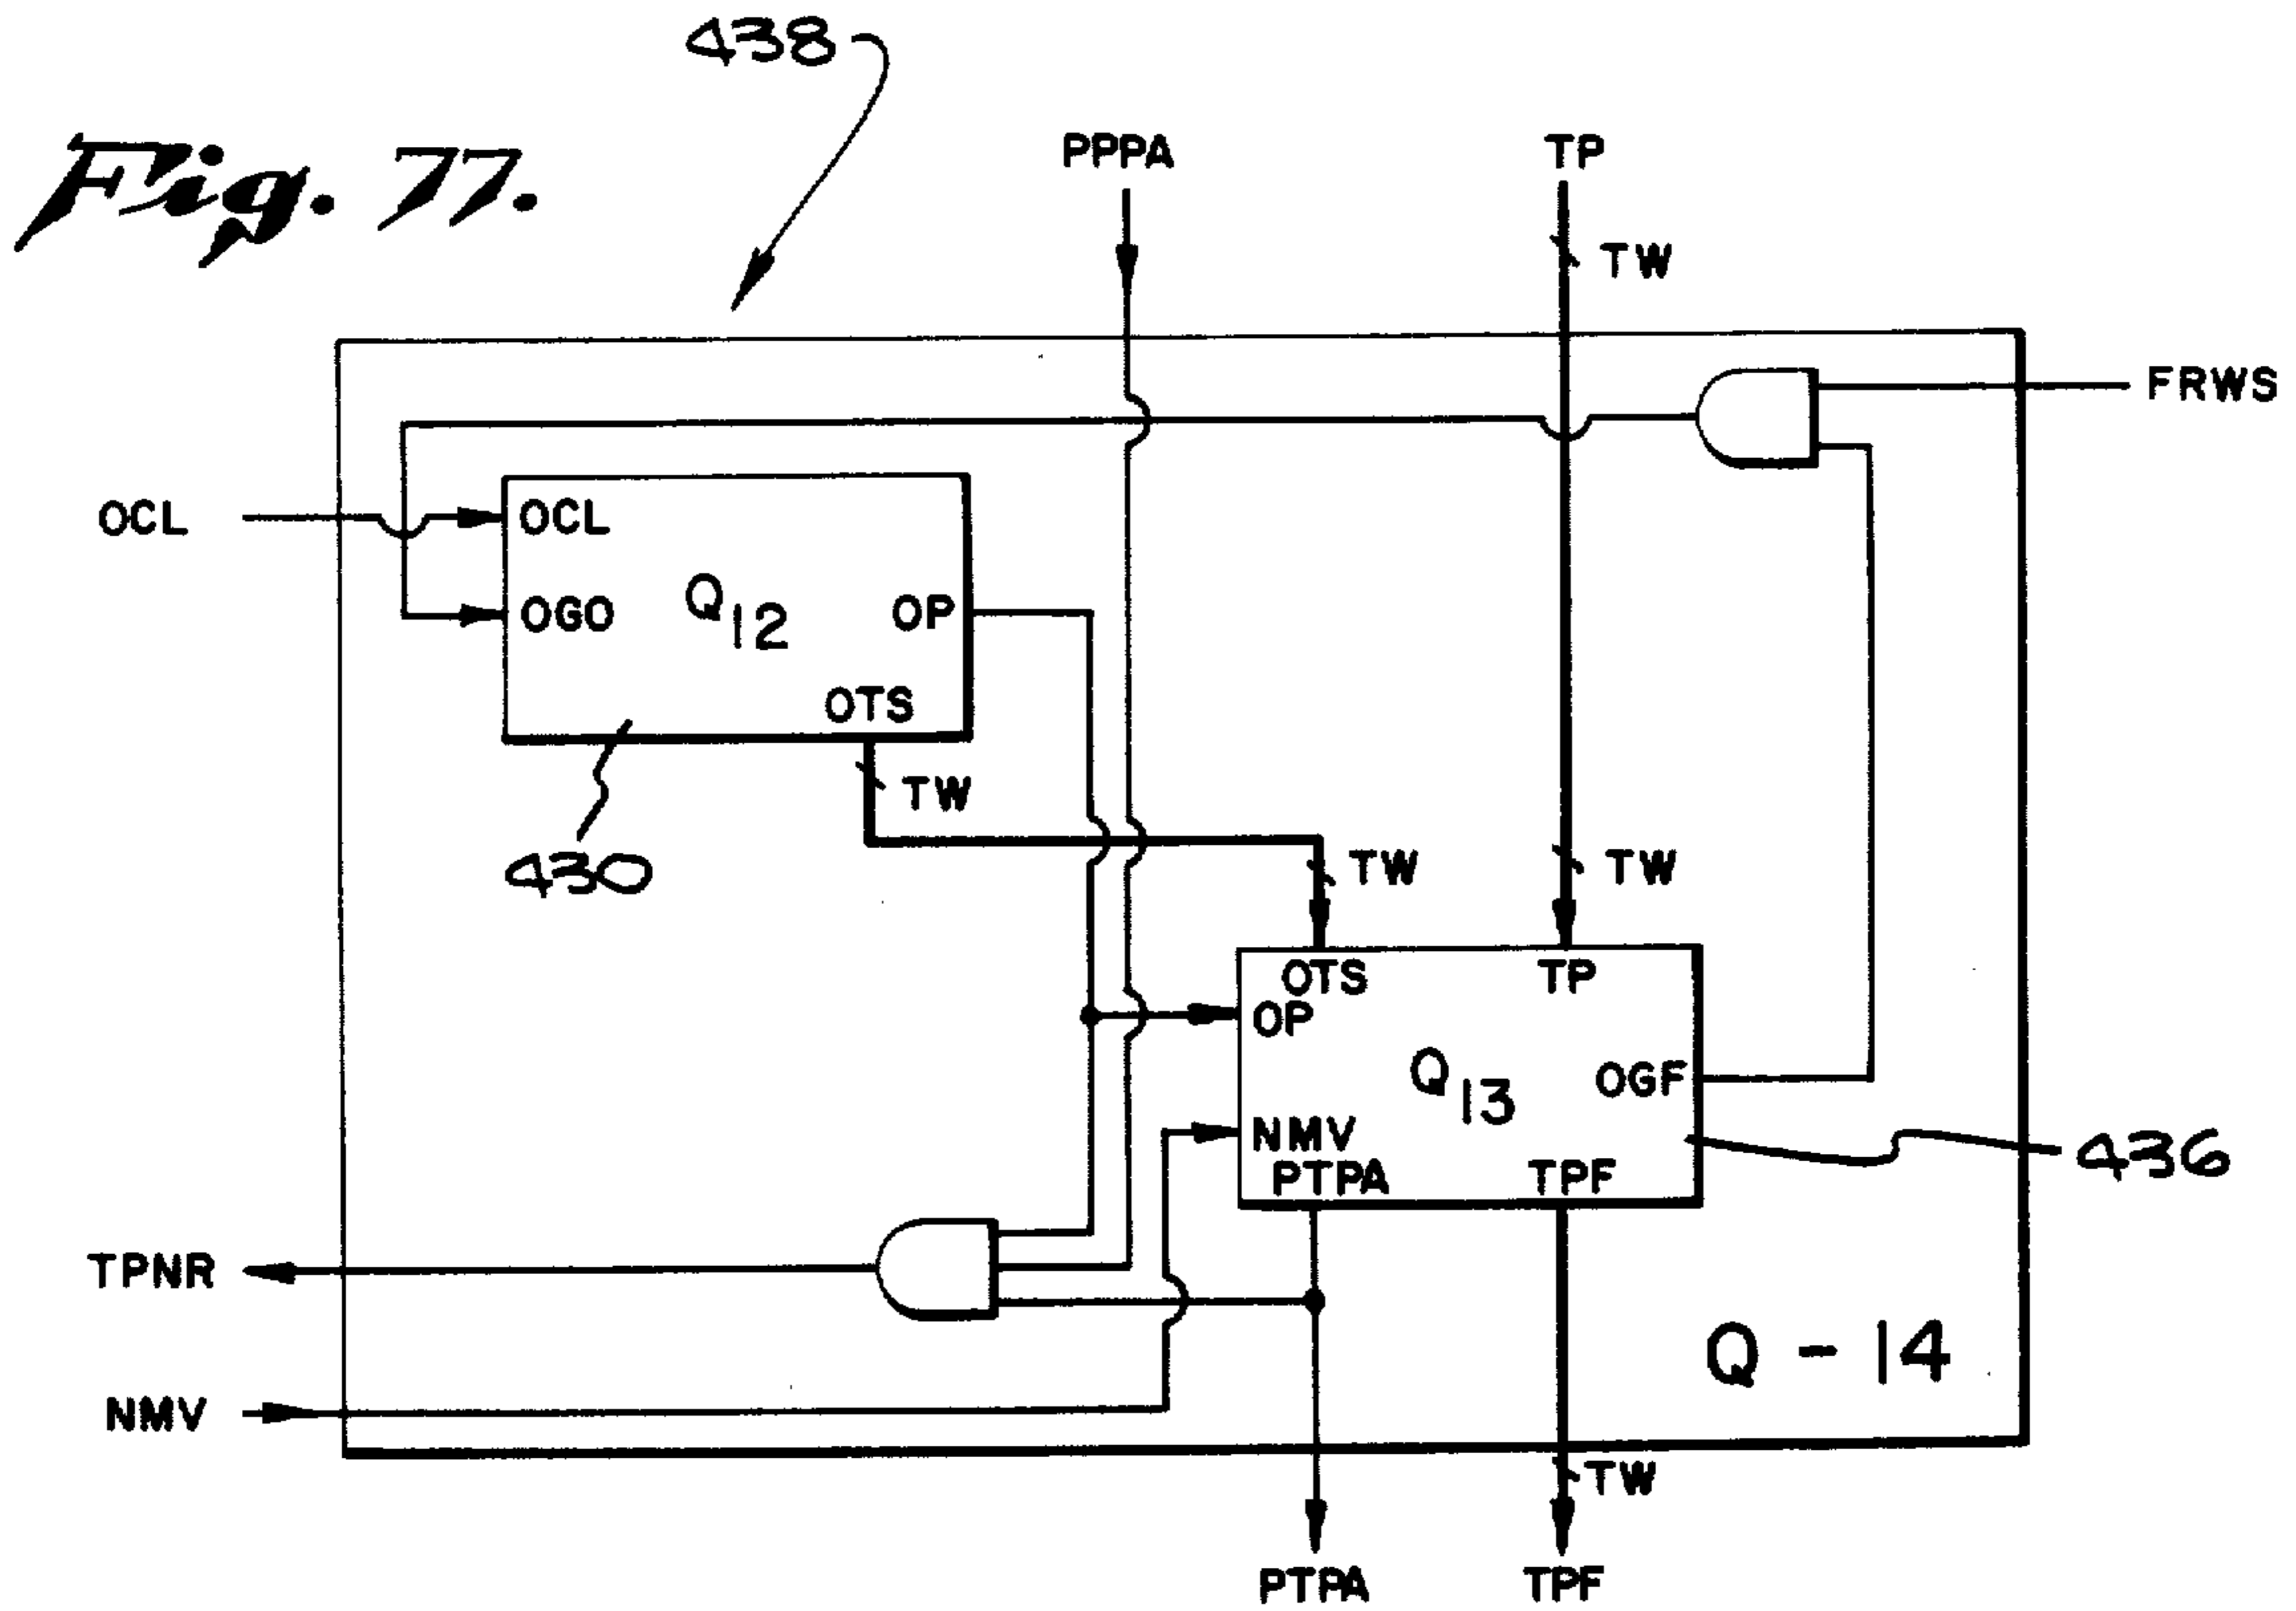 438
Fig. 77.
PPPA
TP
TW
FRWS
OCL
OCL
Q12
OGO
OP
OTS
TW
430
TW
TW
OTS
TP
OP
Q13
OGF
NMV
436
PTPA
TPF
TPNR
Q-14
NMV
TW
PTPA
TPF